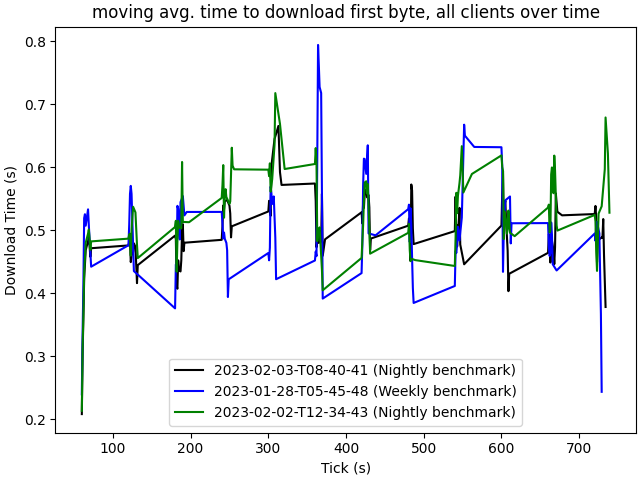 moving avg. time to download first byte, all clients over time
0.8
0.7
0.6
0.5
0.4
0.3
0.2
Download Time (s)
2023-02-03-T08-40-41 (Nightly benchmark)
2023-01-28-T05-45-48 (Weekly benchmark)
2023-02-02-T12-34-43 (Nightly benchmark)
100 200 300 400 500 600 700
Tick (s)